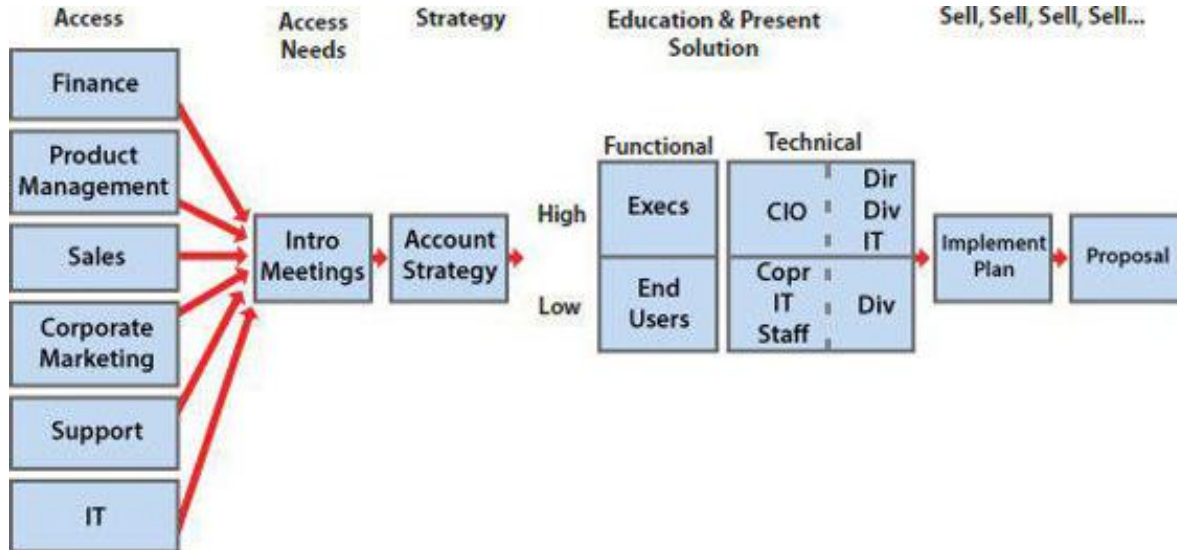 Access
Access
Needs
Strategy
Education & Present
Solution
Sell, Sell, Sell, Sell...
Finance
Product
Management
Sales
Corporate
Marketing
Support
IT
Intro
Meetings
Account
Strategy
High
Low
Functional
Technical
Execs
CIO
Dir
Div
IT
End
Users
Copr
IT
Staff
Div
Implement
Plan
Proposal